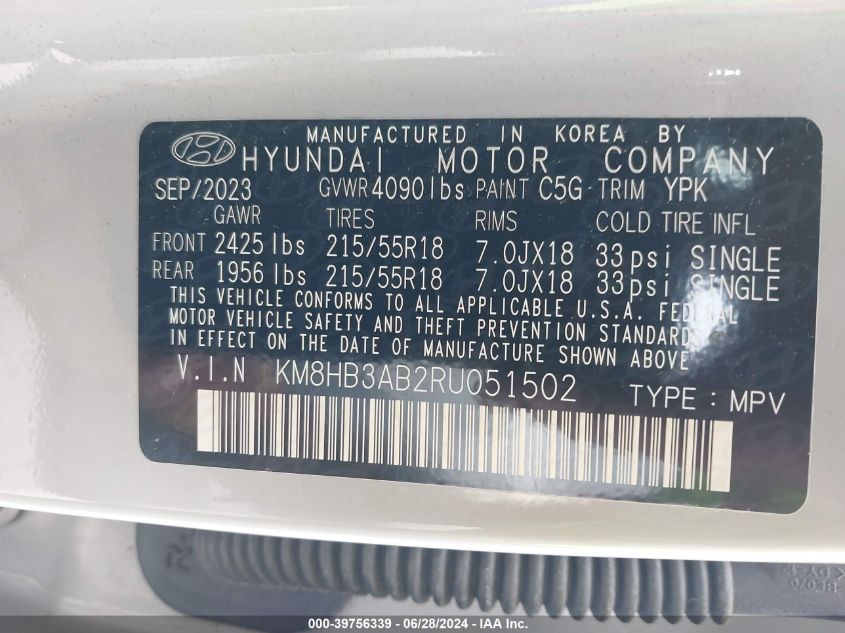 MANUFACTURED IN KOREA BY
HYUNDAI MOTOR COMPANY
SEP/2023 GVWR 4090lbs PAINT C5G TRIM YPK
GAWR TIRES RIMS COLD TIRE INFL
FRONT 2425 lbs 215/55R18 7.0JX18 33psi SINGLE
REAR 1956 lbs 215/55R18 7.0JX18 33psi SINGLE
THIS VEHICLE CONFORMS TO ALL APPLICABLE U.S.A. FEDERAL
MOTOR VEHICLE SAFETY AND THEFT PREVENTION STANDARDS
IN EFFECT ON THE DATE OF MANUFACTURE SHOWN ABOVE
V.I.N KM8HB3AB2RU051502 TYPE : MPV
000-39756339 / 06/28/2024 - IAA Inc.